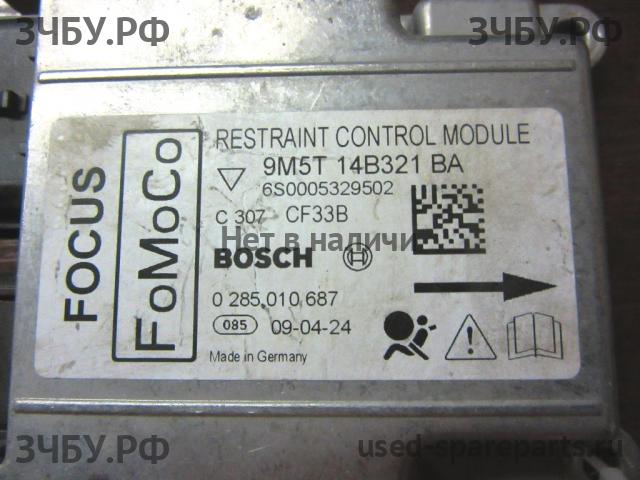 ЗЧБУ.РФ
ЗЧБУ.РФ
FOCUS
FoMoCo
RESTRAINT CONTROL MODULE
9M5T 14B321 BA
6S0005329502
C 307 CF33B
Нет в наличии
BOSCH
0 285 010 687
085 09-04-24
Made in Germany
ЗЧБУ.РФ
used-spareparts.ru